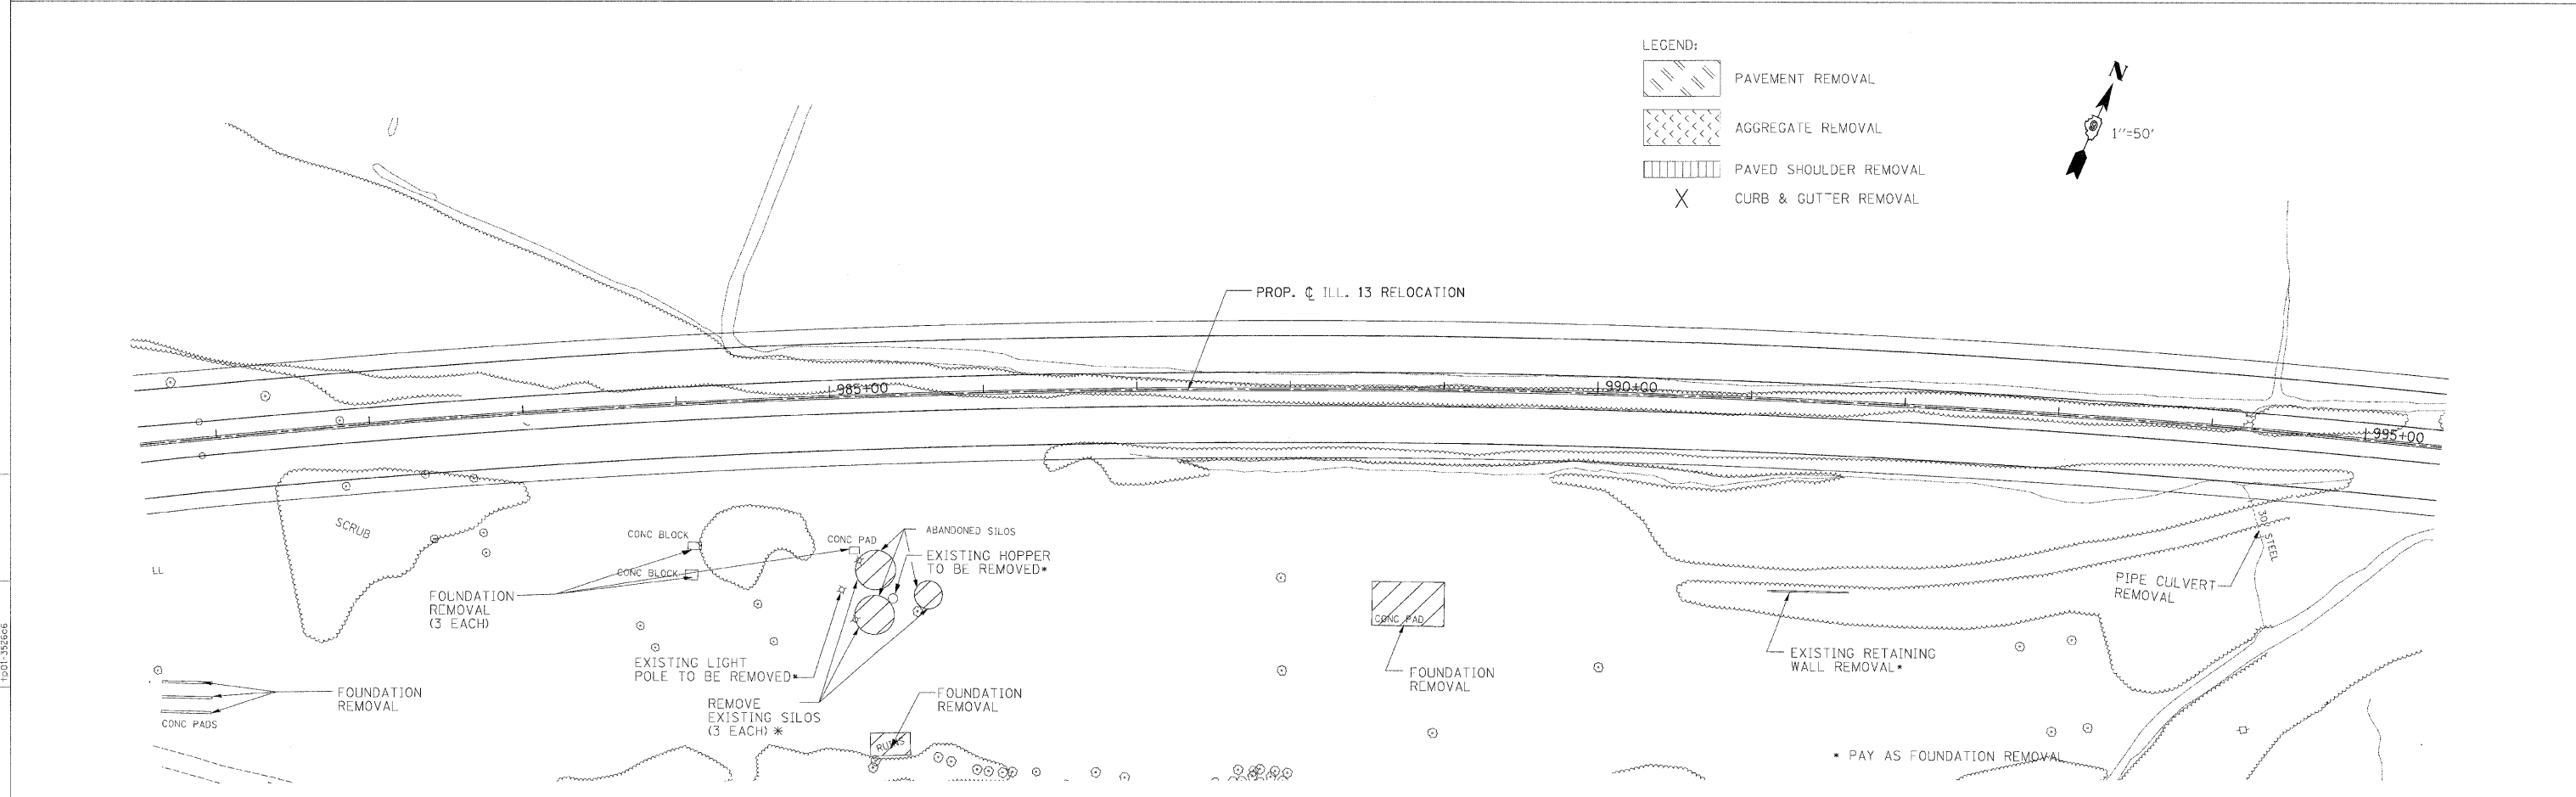 LEGEND:
PAVEMENT REMOVAL
AGGREGATE REMOVAL
PAVED SHOULDER REMOVAL
X CURB & GUTTER REMOVAL
N
1"=50'
PROP. ℄ ILL. 13 RELOCATION
985+00
990+00
995+00
SCRUB
CONC BLOCK
CONC PAD
ABANDONED SILOS
EXISTING HOPPER
TO BE REMOVED*
CONC BLOCK
LL
FOUNDATION
REMOVAL
(3 EACH)
30" STEEL
PIPE CULVERT
REMOVAL
CONC PAD
EXISTING LIGHT
POLE TO BE REMOVED*
FOUNDATION
REMOVAL
EXISTING RETAINING
WALL REMOVAL*
FOUNDATION
REMOVAL
CONC PADS
REMOVE
EXISTING SILOS
(3 EACH) *
FOUNDATION
REMOVAL
RUINS
* PAY AS FOUNDATION REMOVAL